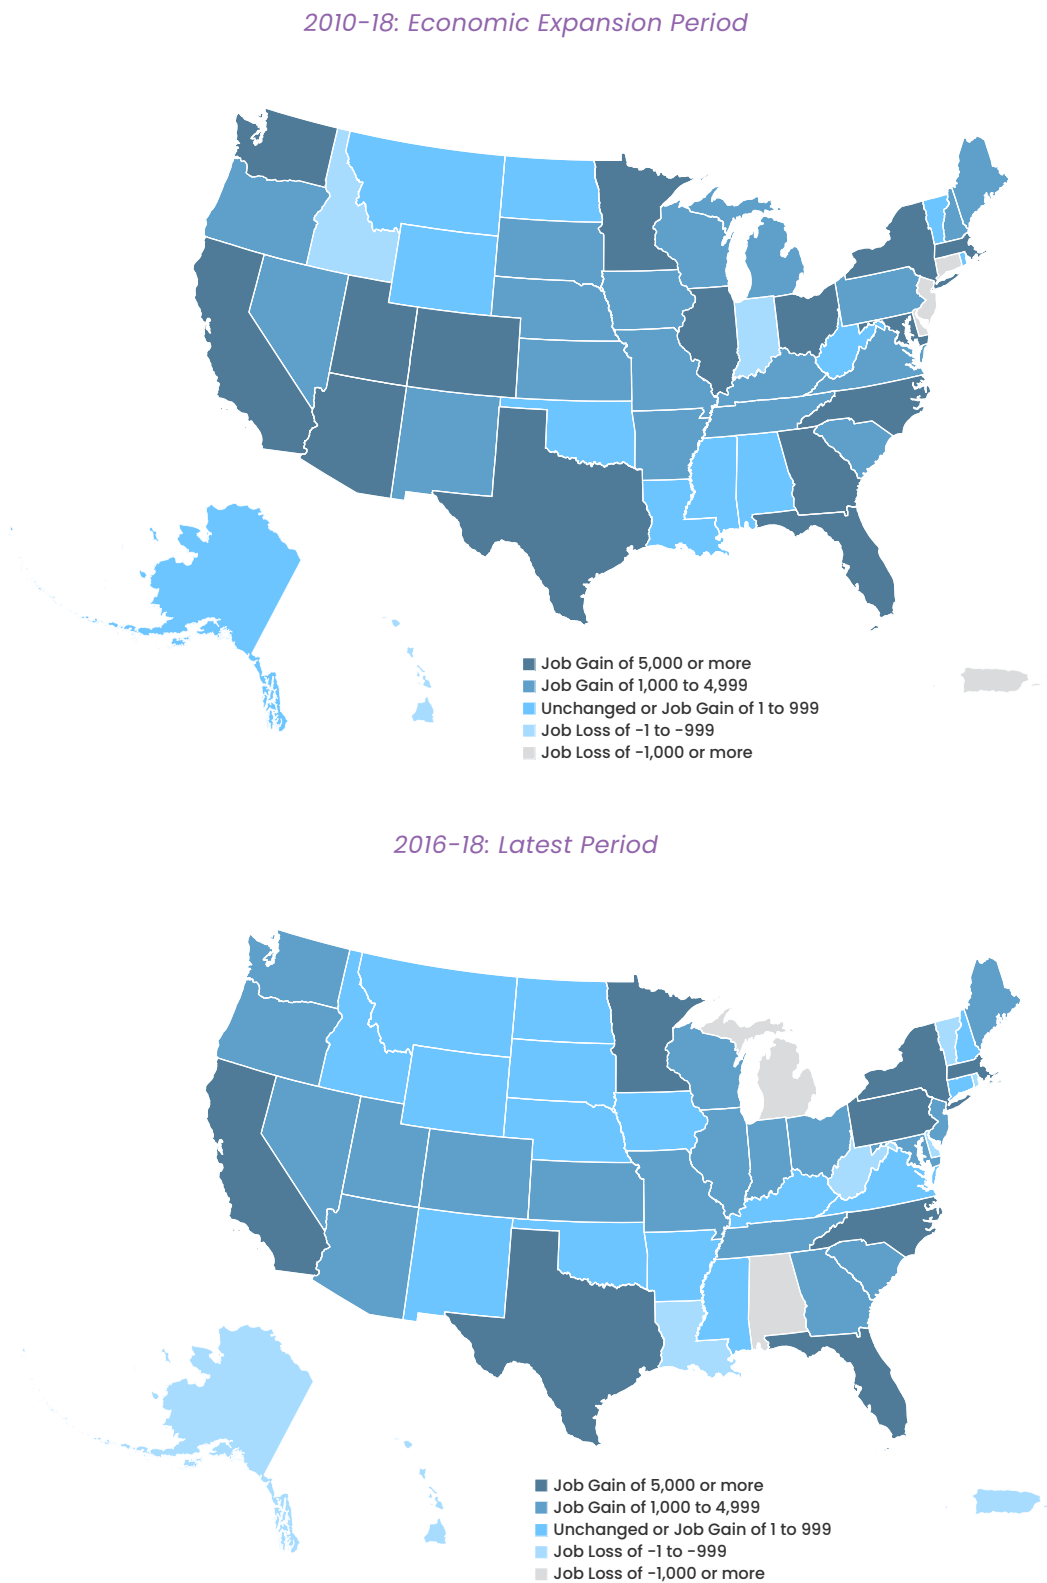 2010-18: Economic Expansion Period
Job Gain of 5,000 or more
Job Gain of 1,000 to 4,999
Unchanged or Job Gain of 1 to 999
Job Loss of -1 to -999
Job Loss of -1,000 or more
2016-18: Latest Period
Job Gain of 5,000 or more
Job Gain of 1,000 to 4,999
Unchanged or Job Gain of 1 to 999
Job Loss of -1 to -999
Job Loss of -1,000 or more